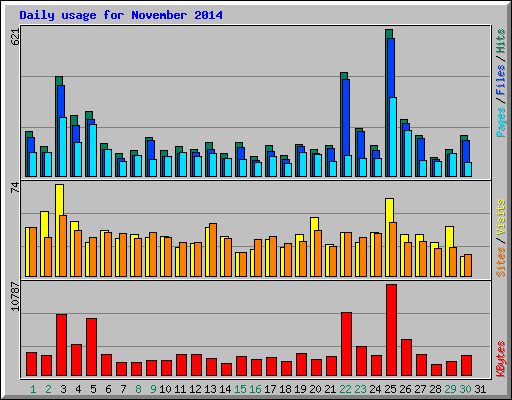 Daily usage for November 2014
621
Pages / Files / Hits
74
Sites / Visits
10787
KBytes
1 2 3 4 5 6 7 8 9 10 11 12 13 14 15 16 17 18 19 20 21 22 23 24 25 26 27 28 29 30 31